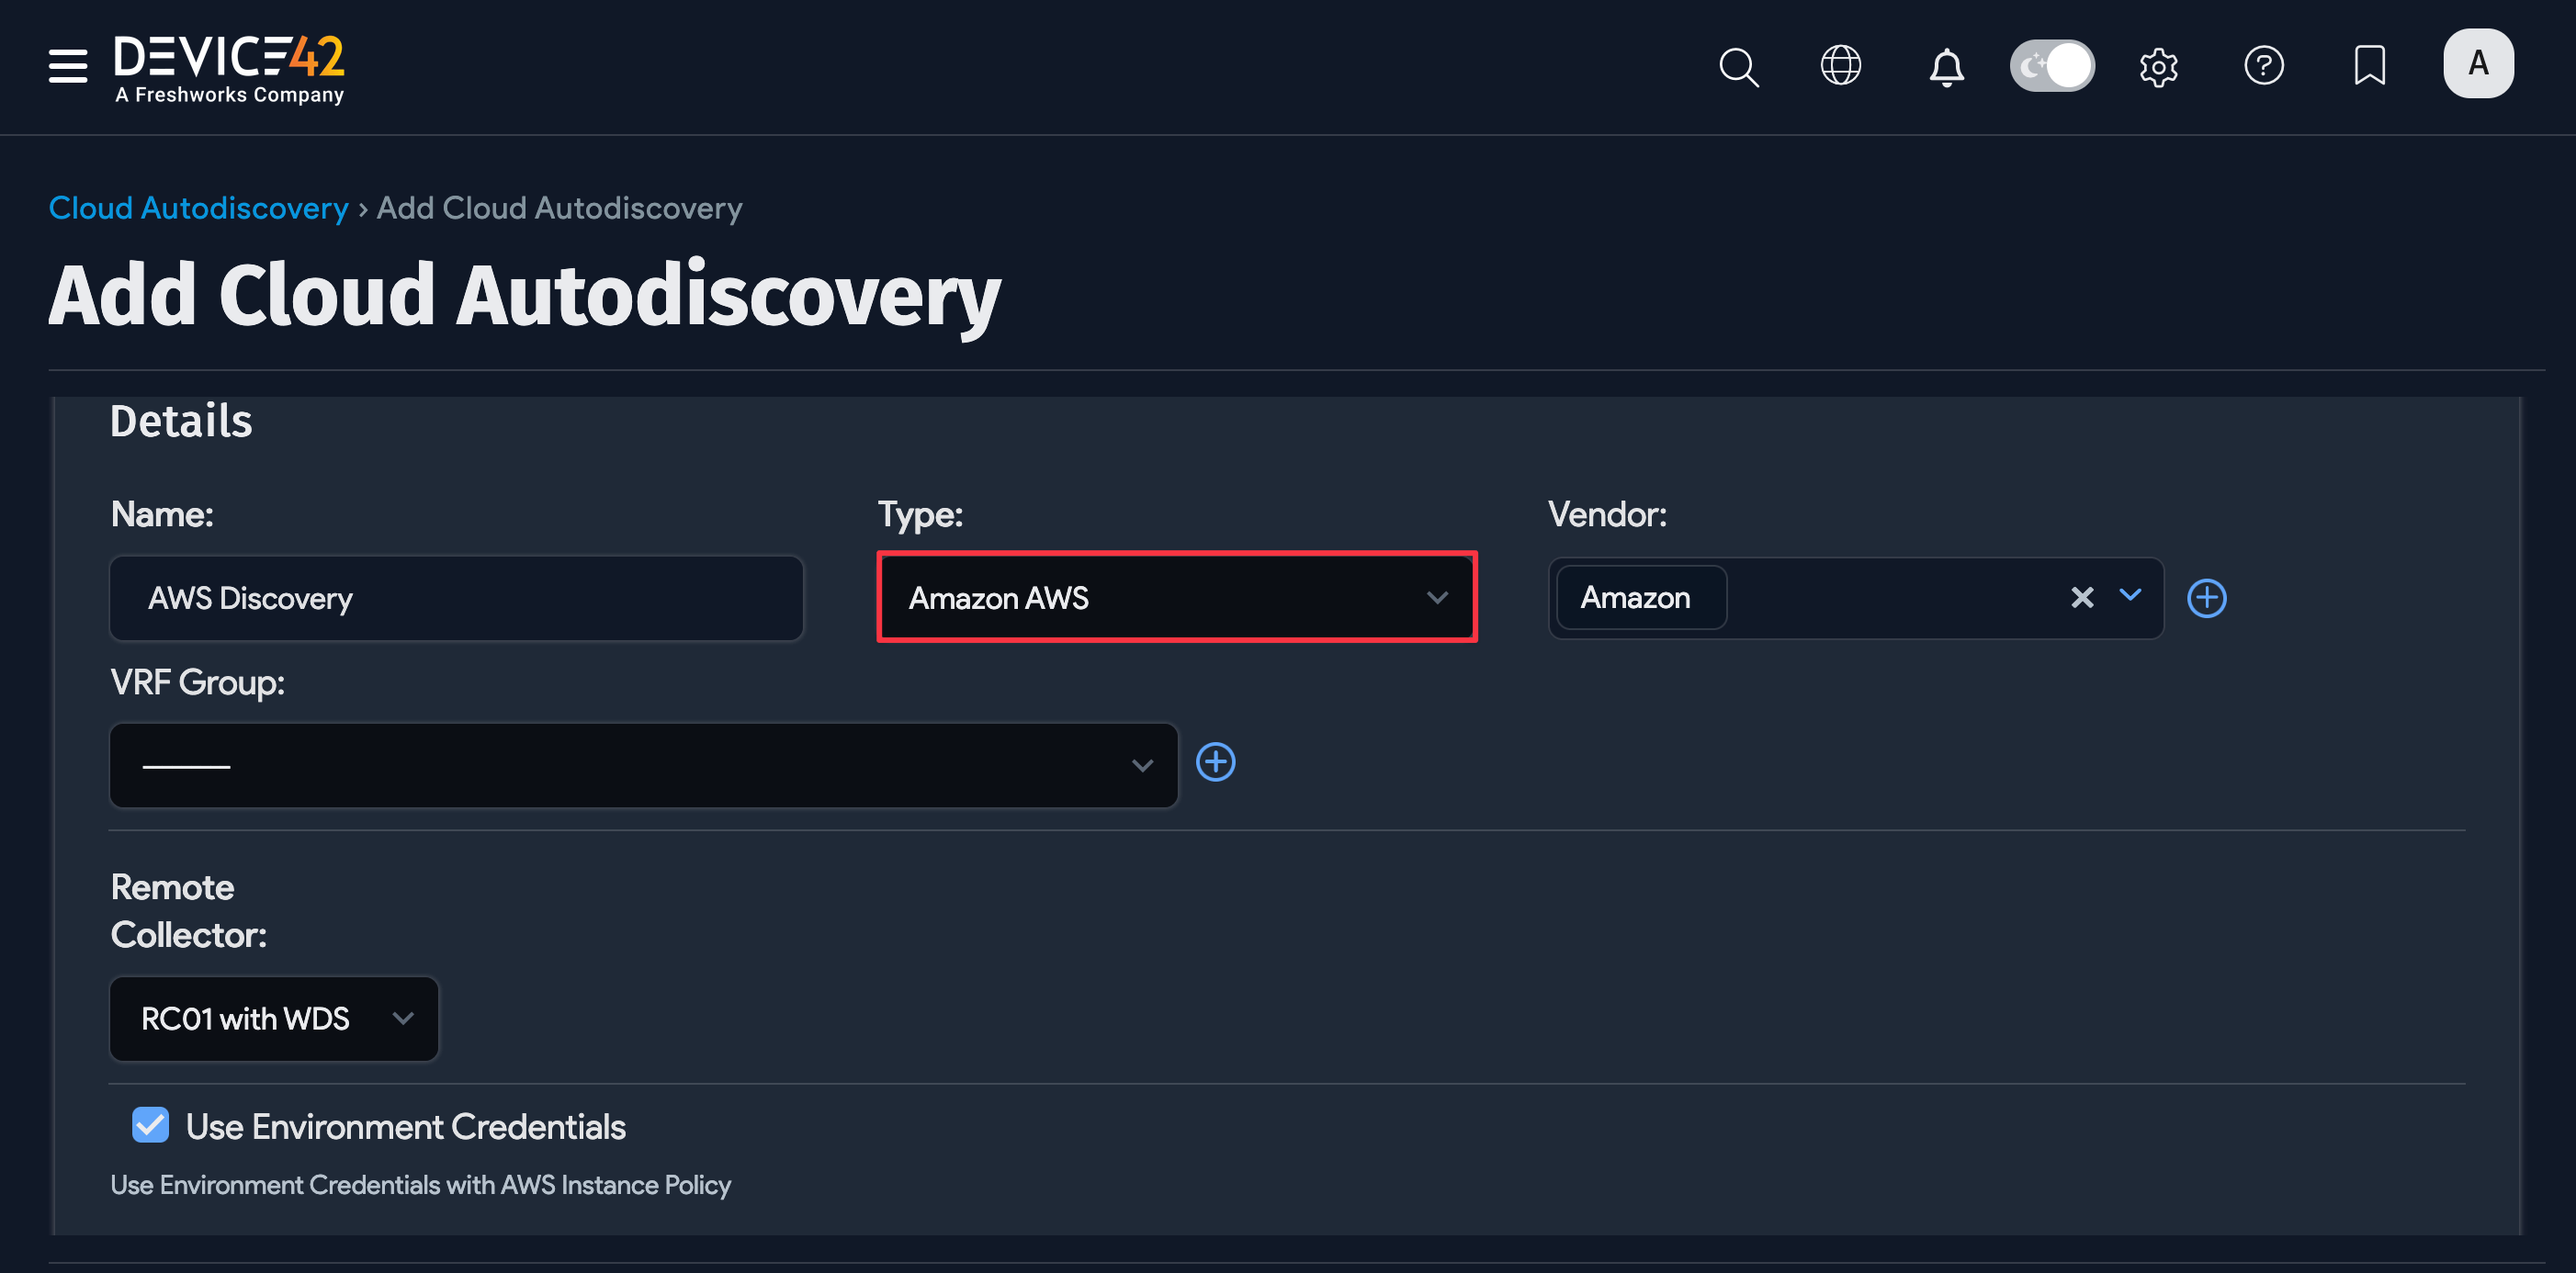 DEVICE42
A Freshworks Company
A
Cloud Autodiscovery › Add Cloud Autodiscovery
Add Cloud Autodiscovery
Details
Name:
Type:
Vendor:
AWS Discovery
Amazon AWS
Amazon
VRF Group:
Remote
Collector:
RC01 with WDS
Use Environment Credentials
Use Environment Credentials with AWS Instance Policy